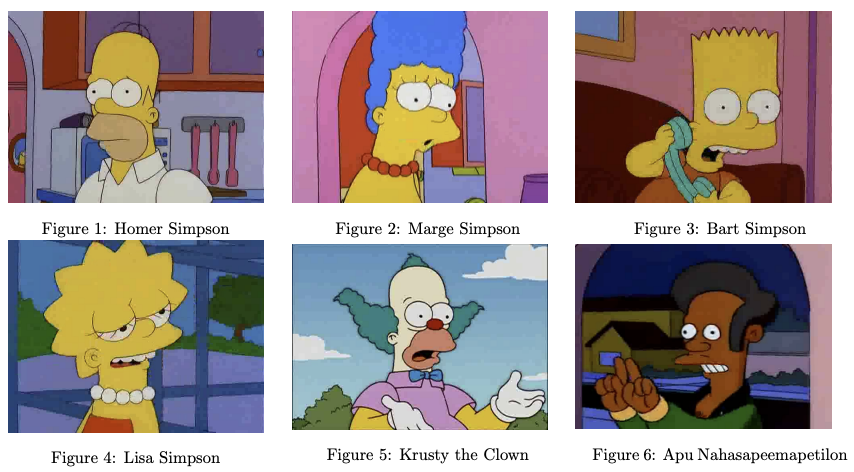 Figure 1: Homer Simpson
Figure 2: Marge Simpson
Figure 3: Bart Simpson
Figure 4: Lisa Simpson
Figure 5: Krusty the Clown
Figure 6: Apu Nahasapeemapetilon